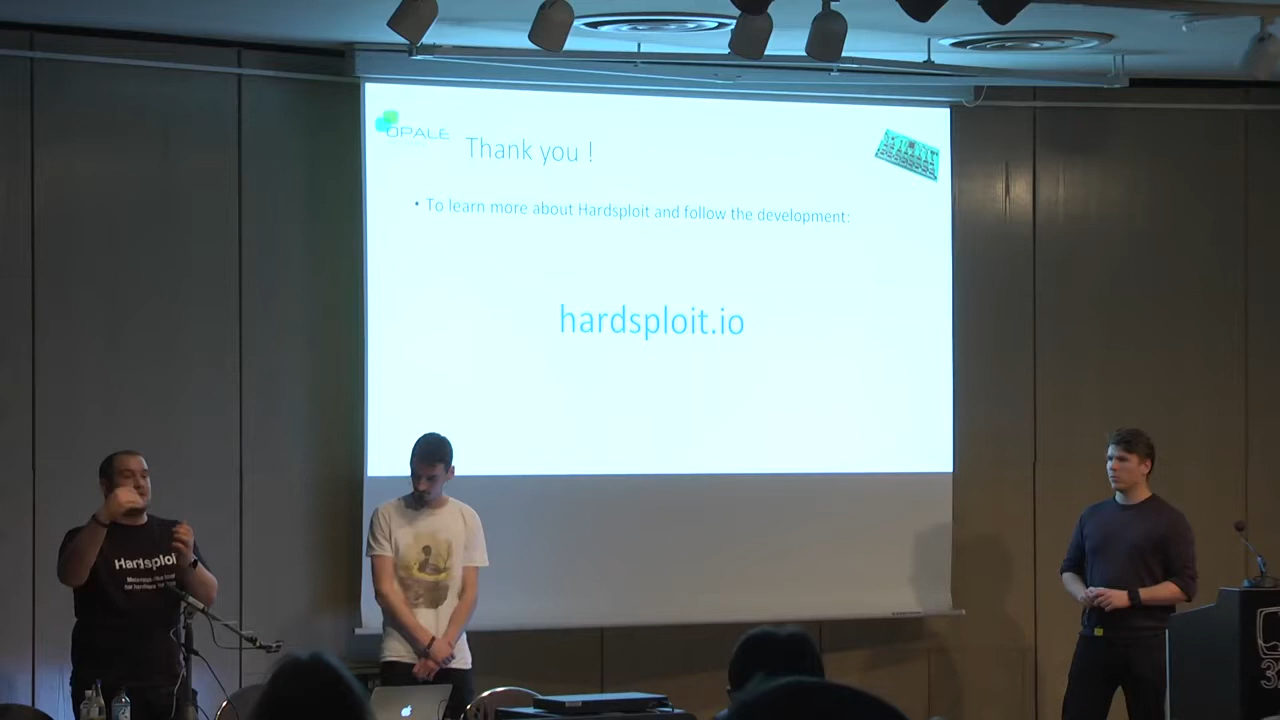 OPALE
Thank you !
• To learn more about Hardsploit and follow the development:
hardsploit.io
Hardsploit